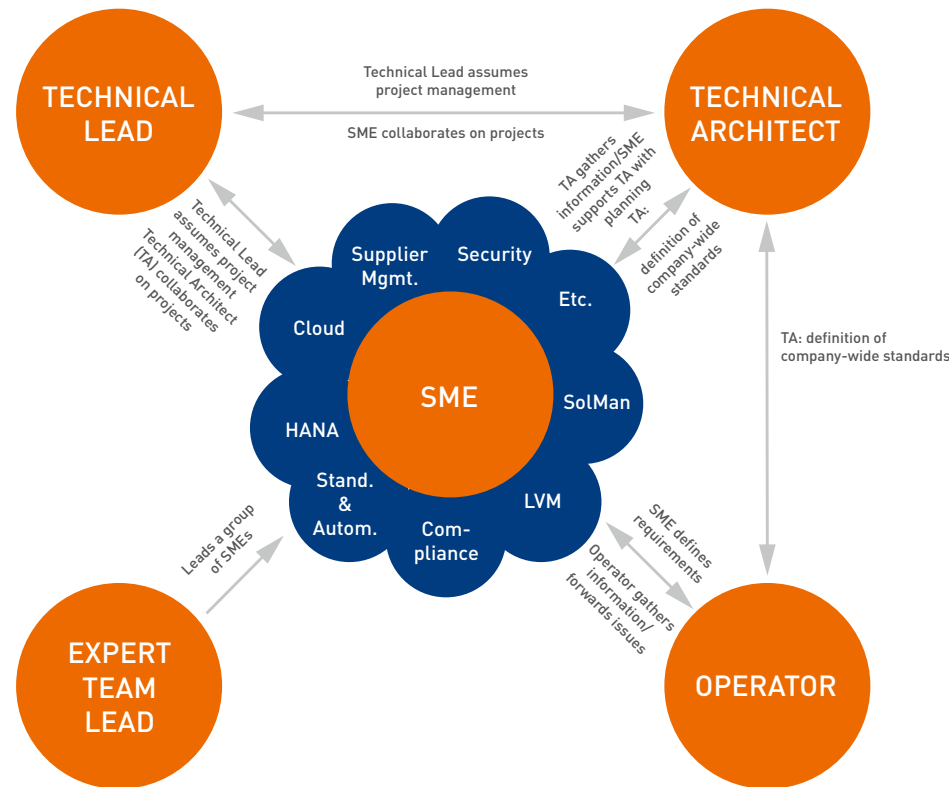 TECHNICAL
LEAD
Technical Lead assumes
project management
SME collaborates on projects
TECHNICAL
ARCHITECT
Technical Lead
assumes project
management
Technical Architect
(TA) collaborates
on projects
TA gathers
information/SME
supports TA with
planning
TA:
definition of
company-wide
standards
Supplier
Mgmt.
Security
Etc.
Cloud
SME
SolMan
HANA
Stand.
&
Autom.
Com-
pliance
LVM
TA: definition of
company-wide standards
Leads a group
of SMEs
SME defines
requirements
Operator gathers
information/
forwards issues
EXPERT
TEAM
LEAD
OPERATOR